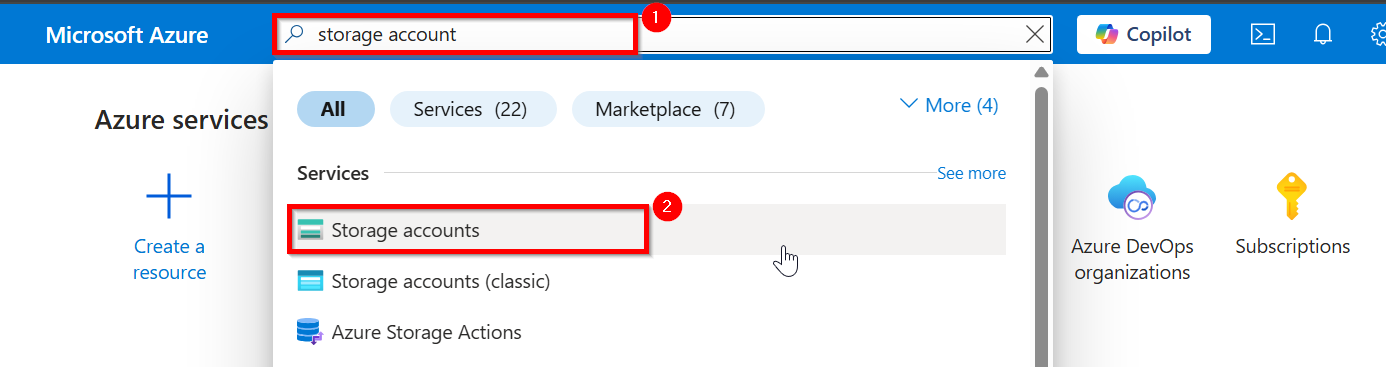 Microsoft Azure
storage account
1
Copilot
All
Services (22)
Marketplace (7)
More (4)
Azure services
Services
See more
Storage accounts
2
Storage accounts (classic)
Azure Storage Actions
Create a
resource
Azure DevOps
organizations
Subscriptions